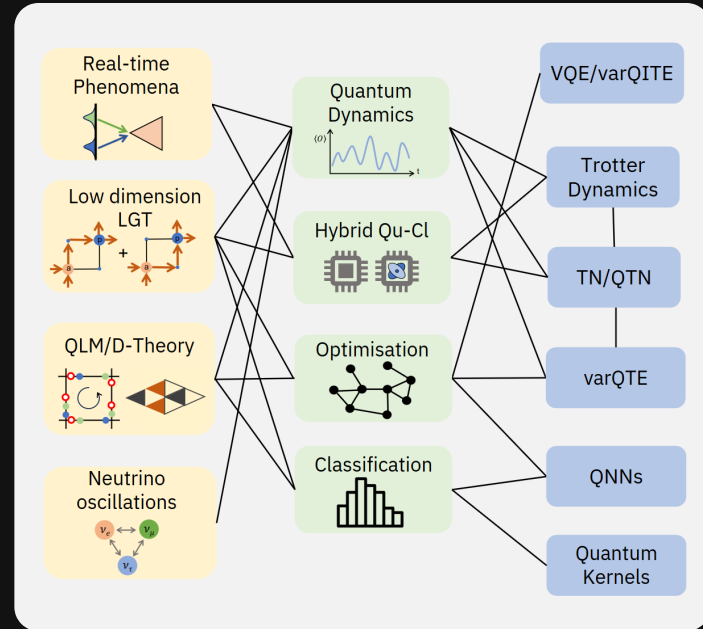 Real-time
Phenomena
Low dimension
LGT
a
p
+
a
p
QLM/D-Theory
Neutrino
oscillations
νe
νμ
ντ
Quantum
Dynamics
⟨O⟩
t
Hybrid Qu-Cl
Optimisation
Classification
VQE/varQITE
Trotter
Dynamics
TN/QTN
varQTE
QNNs
Quantum
Kernels